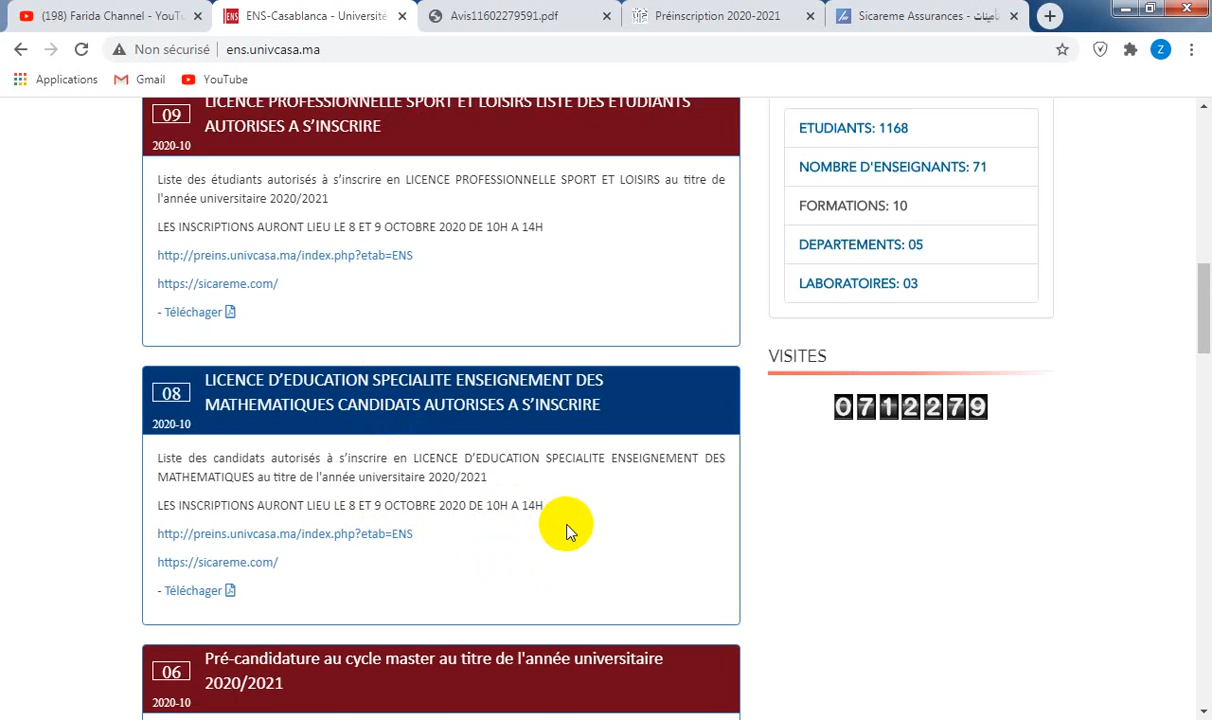 (198) Farida Channel - YouTu
ENS-Casablanca - Université
Avis11602279591.pdf
Préinscription 2020-2021
Sicareme Assurances - تأمينات
Non sécurisé
ens.univcasa.ma
Z
Applications
Gmail
YouTube
09
2020-10
LICENCE PROFESSIONNELLE SPORT ET LOISIRS LISTE DES ETUDIANTS
AUTORISES A S'INSCRIRE
Liste des étudiants autorisés à s'inscrire en LICENCE PROFESSIONNELLE SPORT ET LOISIRS au titre de
l'année universitaire 2020/2021
LES INSCRIPTIONS AURONT LIEU LE 8 ET 9 OCTOBRE 2020 DE 10H A 14H
http://preins.univcasa.ma/index.php?etab=ENS
https://sicareme.com/
- Téléchager
08
2020-10
LICENCE D'EDUCATION SPECIALITE ENSEIGNEMENT DES
MATHEMATIQUES CANDIDATS AUTORISES A S'INSCRIRE
Liste des candidats autorisés à s'inscrire en LICENCE D'EDUCATION SPECIALITE ENSEIGNEMENT DES
MATHEMATIQUES au titre de l'année universitaire 2020/2021
LES INSCRIPTIONS AURONT LIEU LE 8 ET 9 OCTOBRE 2020 DE 10H A 14H
http://preins.univcasa.ma/index.php?etab=ENS
https://sicareme.com/
- Téléchager
06
2020-10
Pré-candidature au cycle master au titre de l'année universitaire
2020/2021
ETUDIANTS: 1168
NOMBRE D'ENSEIGNANTS: 71
FORMATIONS: 10
DEPARTEMENTS: 05
LABORATOIRES: 03
VISITES
0712279